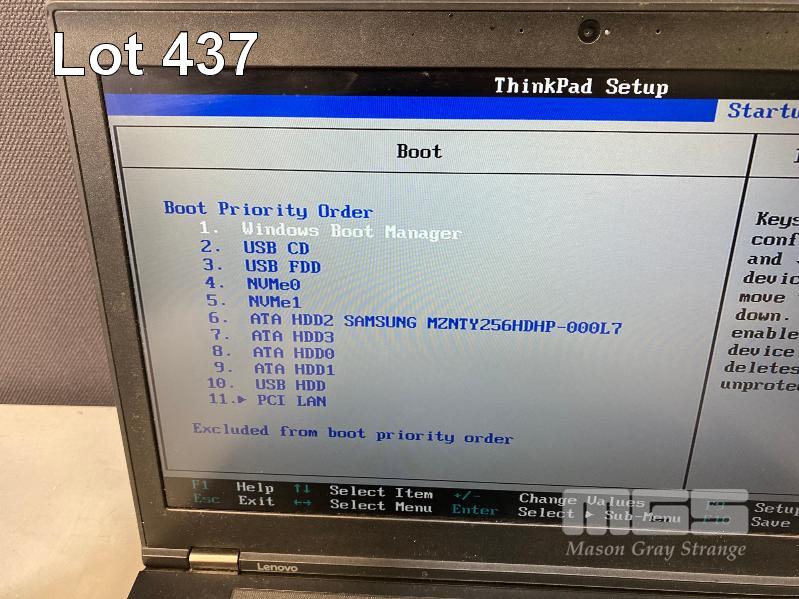 Lot 437
ThinkPad Setup
Startu
Boot
Boot Priority Order
1. Windows Boot Manager
2. USB CD
3. USB FDD
4. NVMe0
5. NVMe1
6. ATA HDD2 SAMSUNG MZNTY256HDHP-000L7
7. ATA HDD3
8. ATA HDD0
9. ATA HDD1
10. USB HDD
11.▶ PCI LAN
Excluded from boot priority order
Keys
conf
and
devic
move
down.
enable
device
deletes
unprote
F1 Help ↑↓ Select Item +/- Change Values F9 Setup
Esc Exit ←→ Select Menu Enter Select ▶ Sub-Menu F10 Save
MGS
Mason Gray Strange
Lenovo